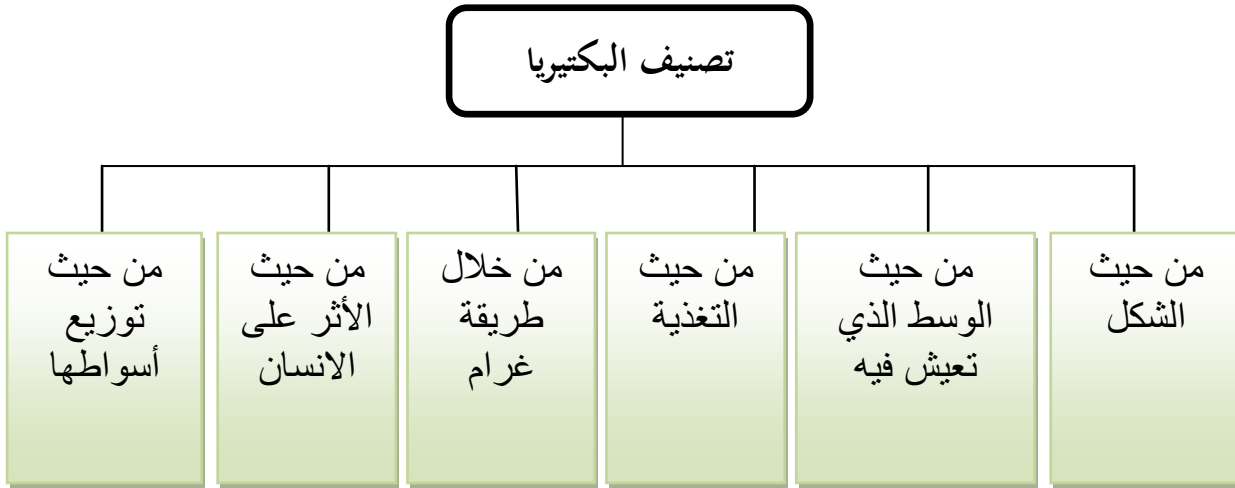 تصنيف البكتيريا
من حيث
الشكل
من حيث
الوسط الذي
تعيش فيه
من حيث
التغذية
من خلال
طريقة
غرام
من حيث
الأثر على
الانسان
من حيث
توزيع
أسواطها